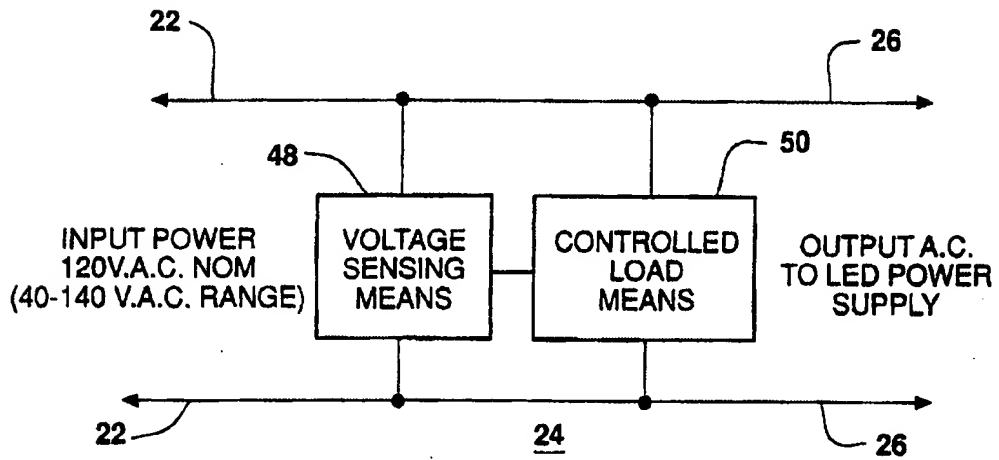 22
26
48
50
INPUT POWER
120V.A.C. NOM
(40-140 V.A.C. RANGE)
VOLTAGE
SENSING
MEANS
CONTROLLED
LOAD
MEANS
OUTPUT A.C.
TO LED POWER
SUPPLY
22
24
26